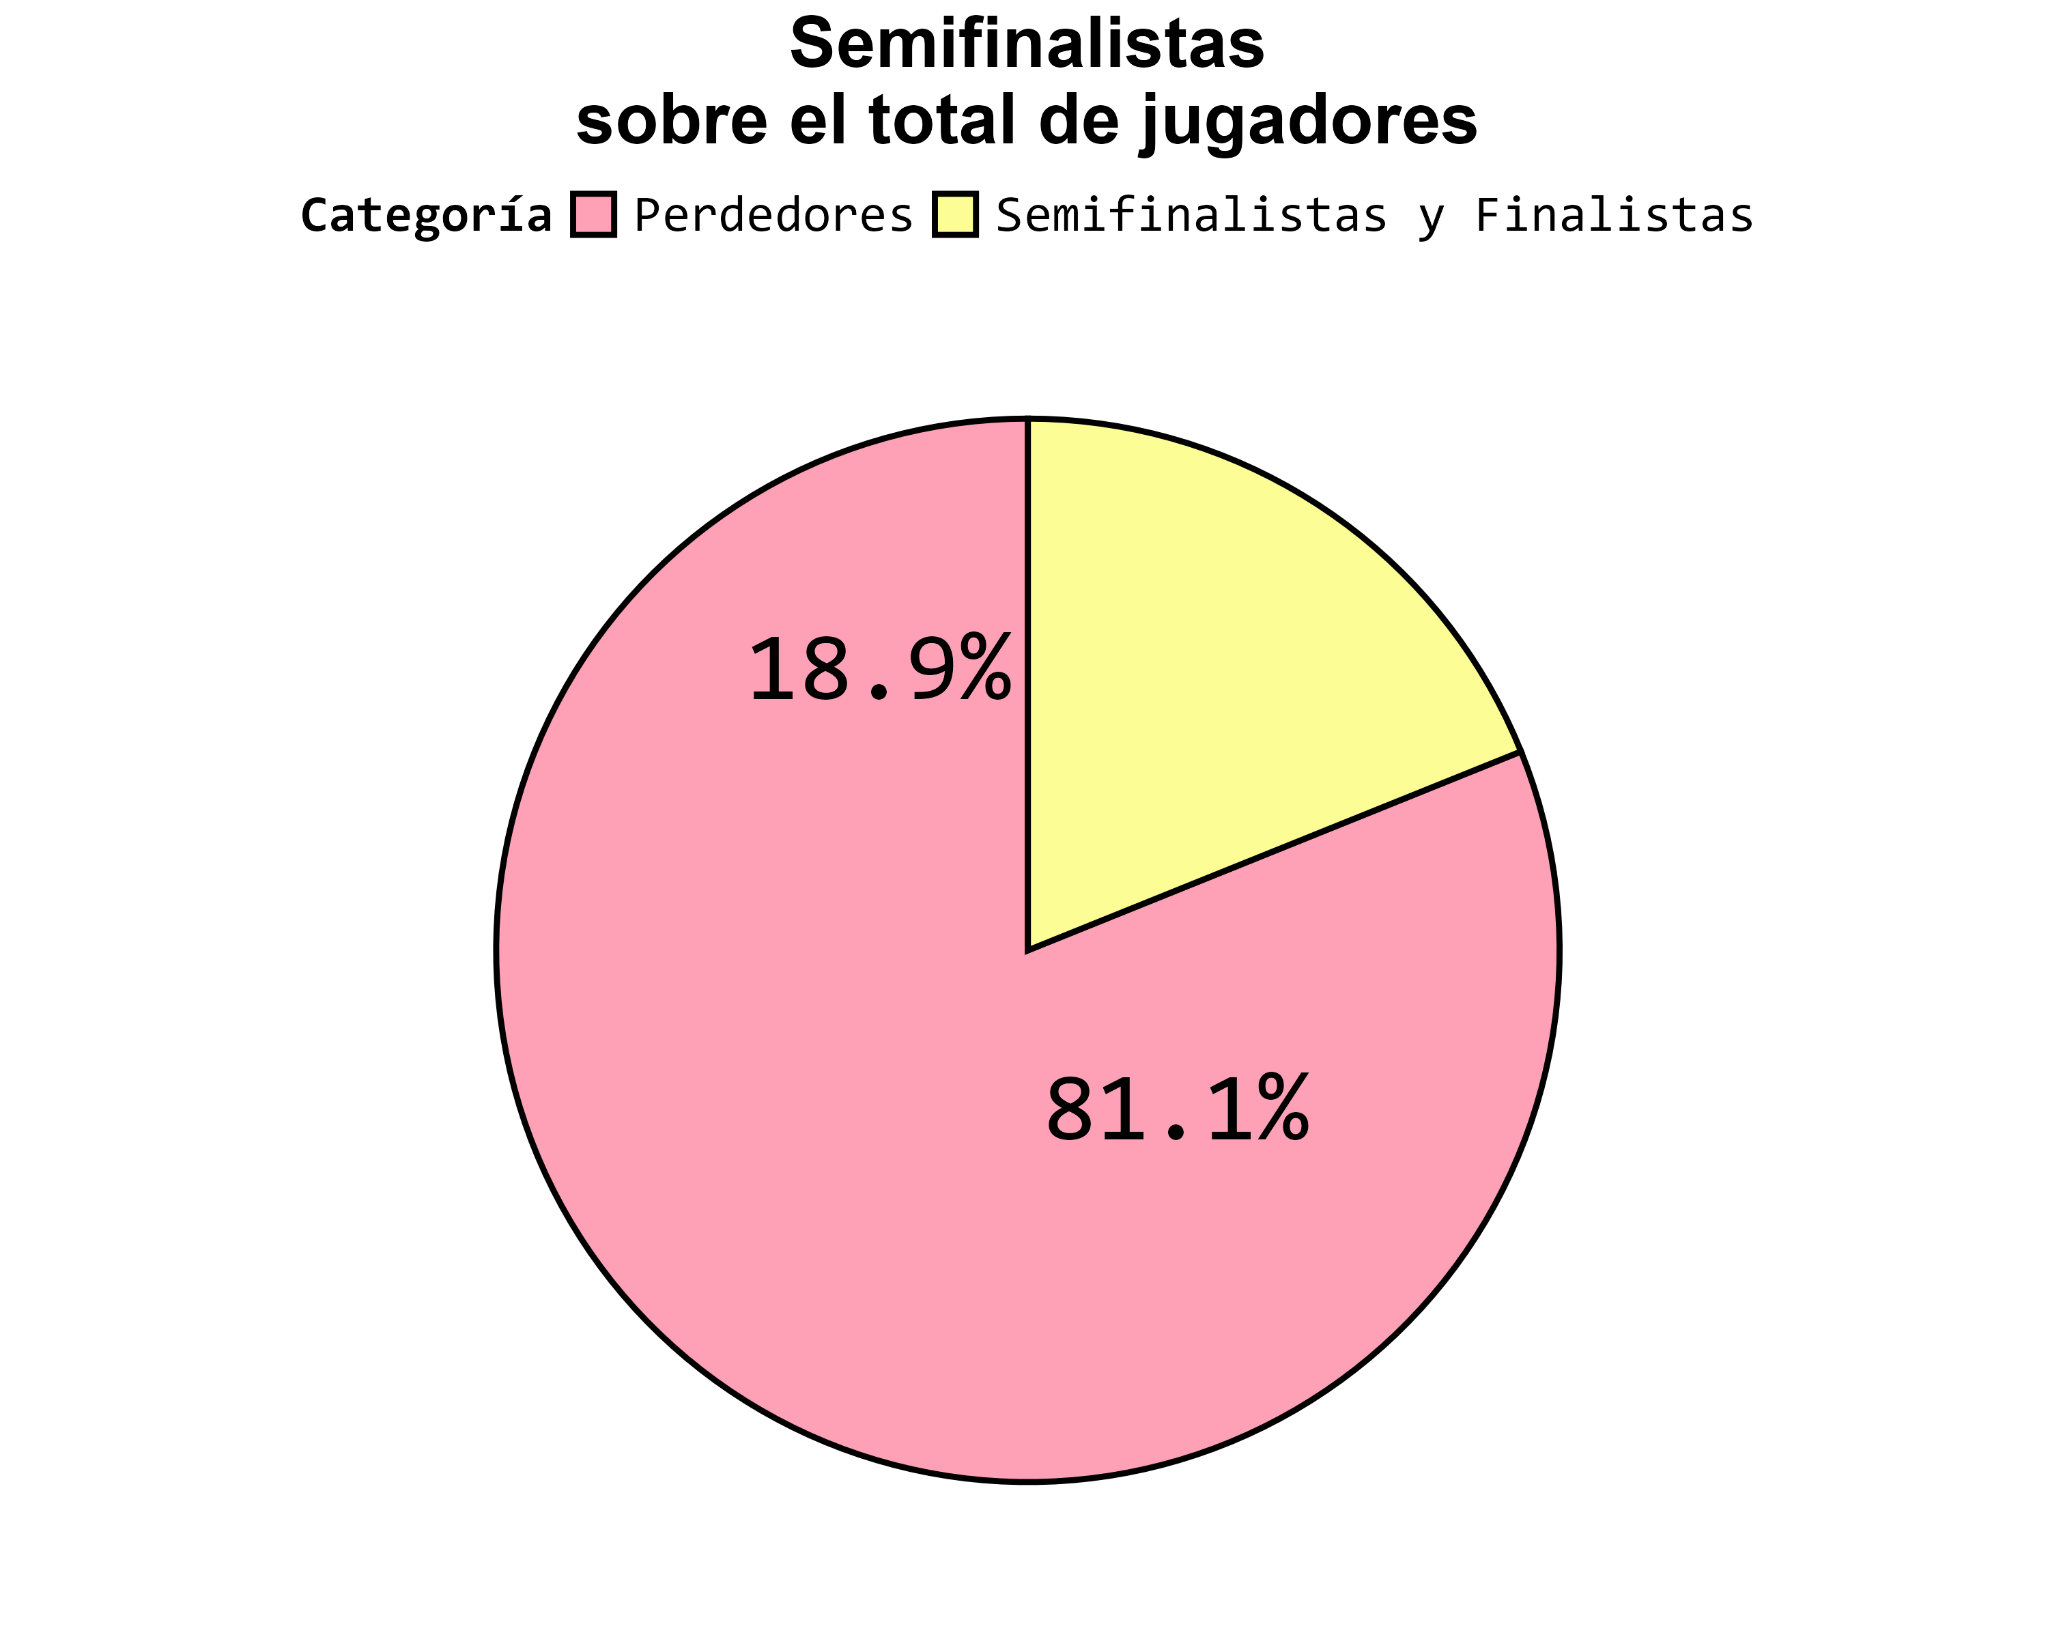 Semifinalistas
sobre el total de jugadores
Categoría Perdedores Semifinalistas y Finalistas
18.9%
81.1%